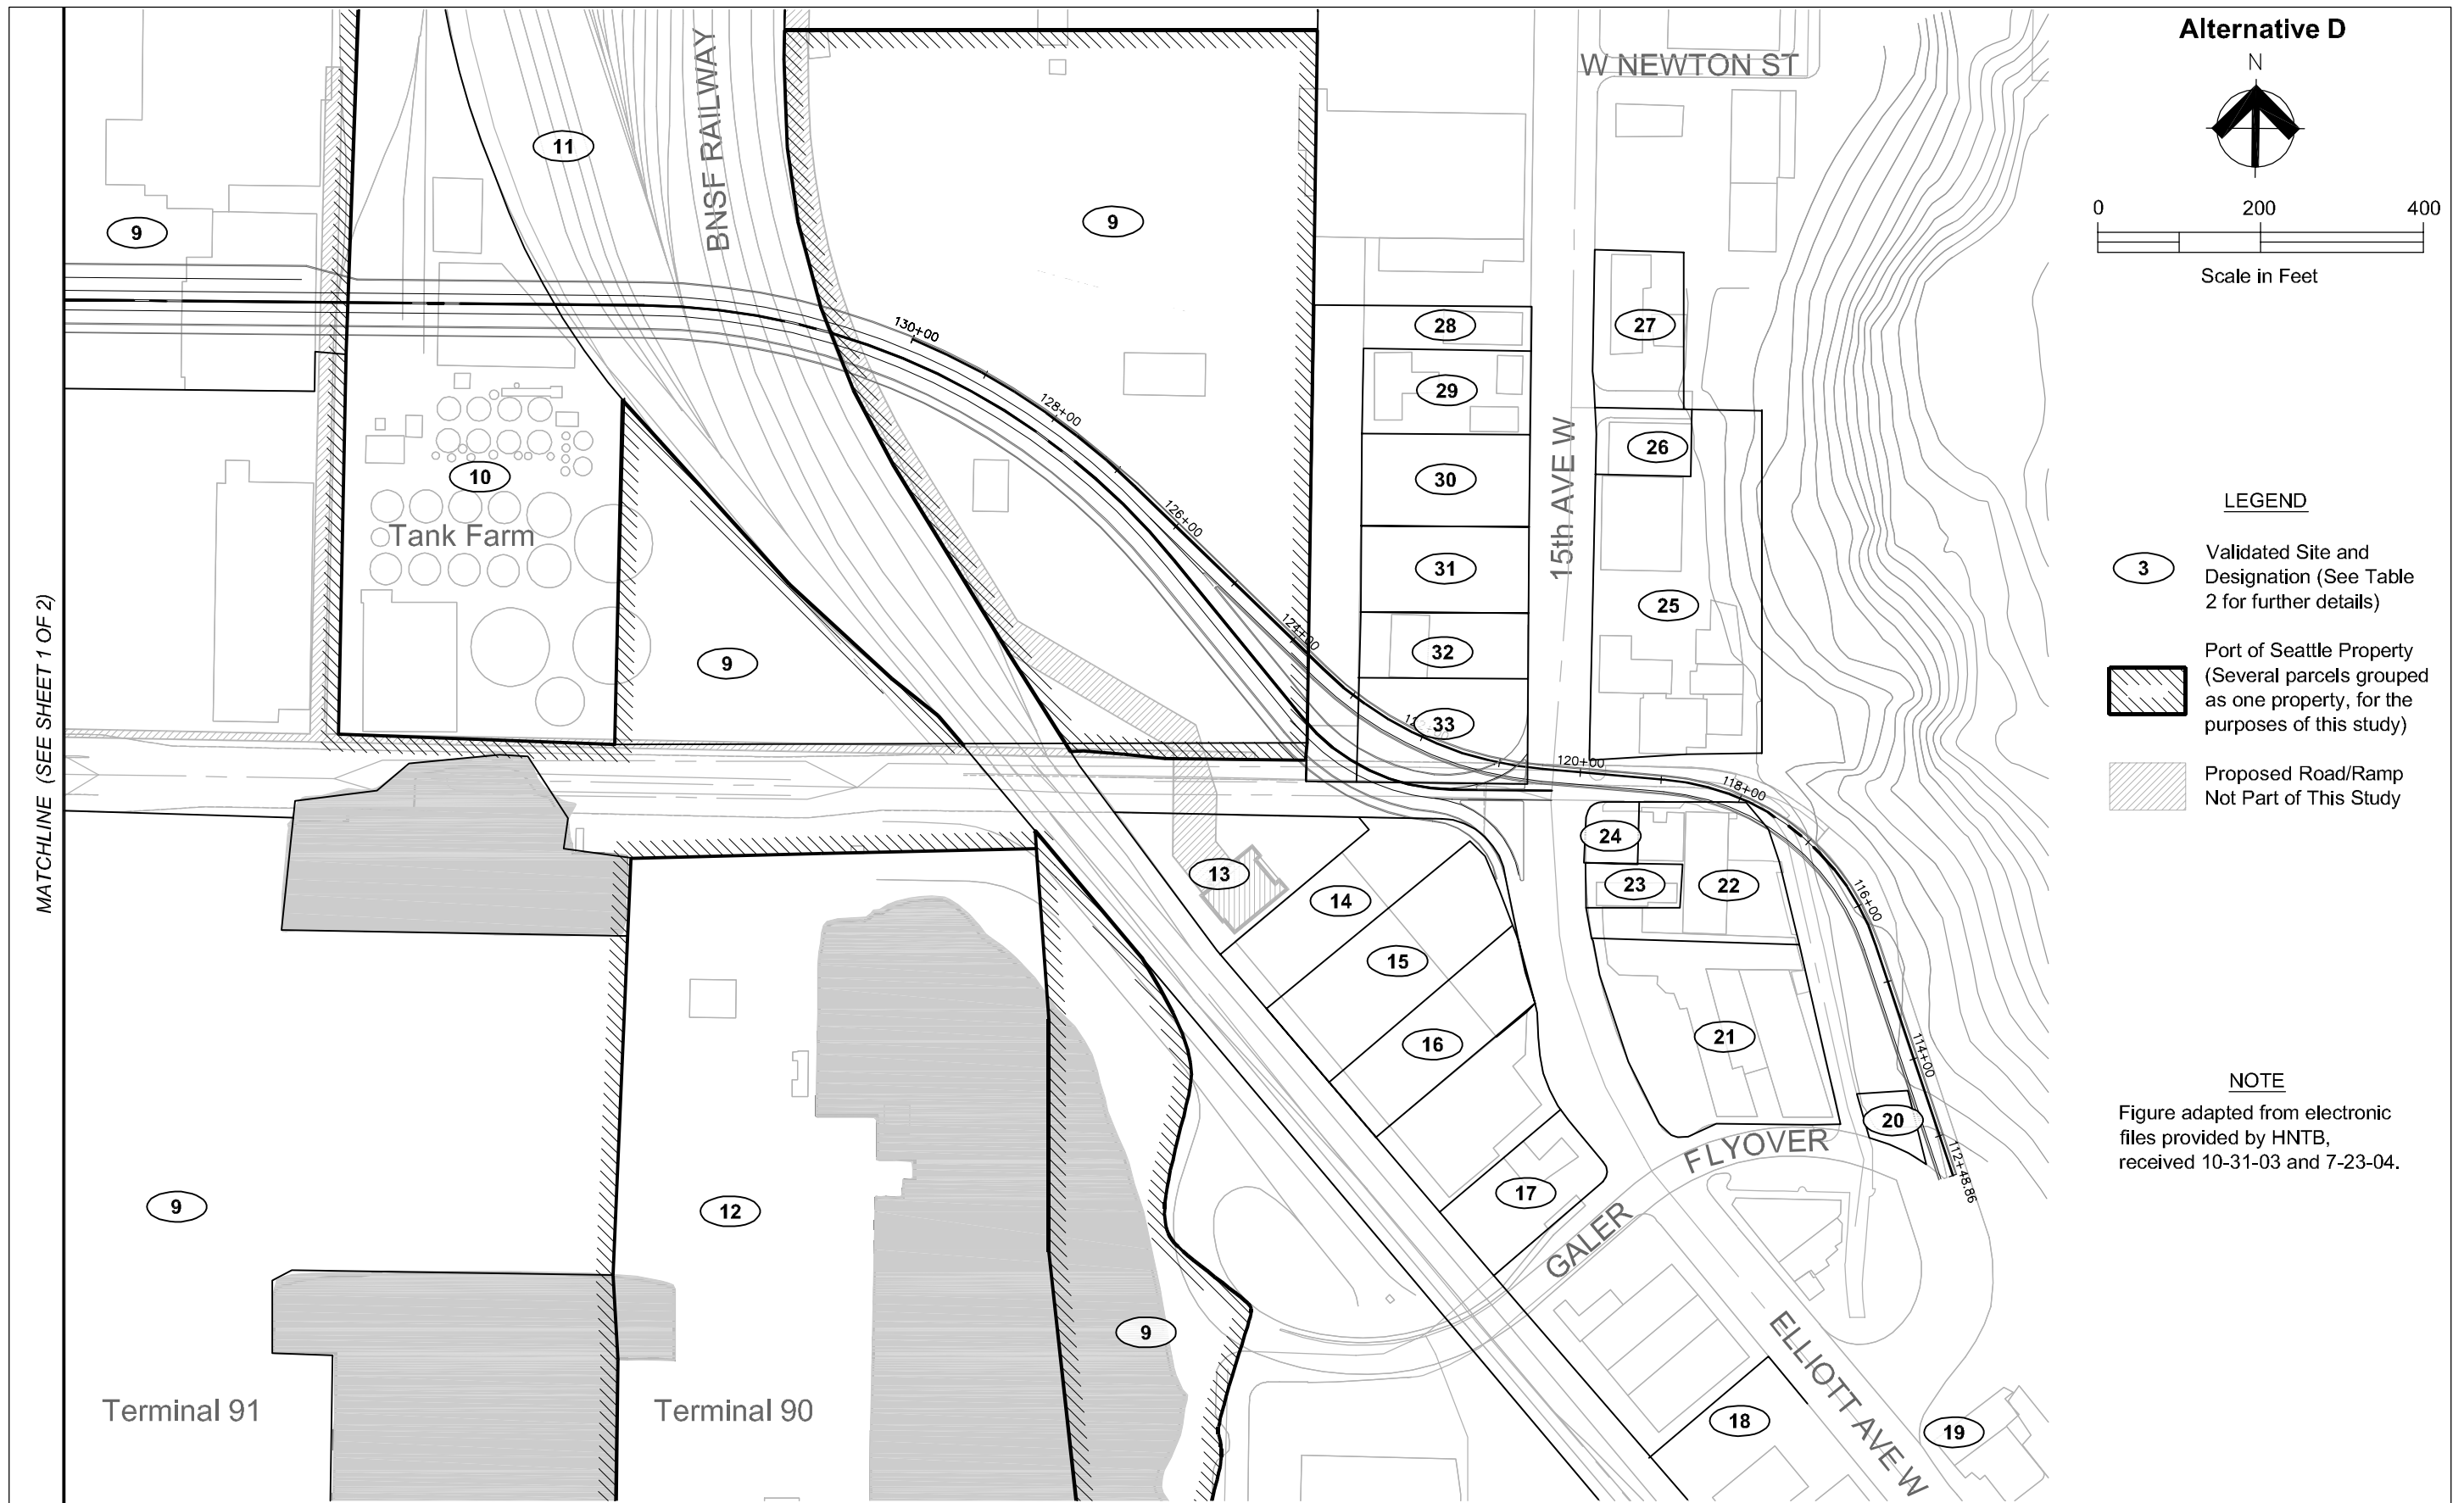 Alternative D
N
0 200 400
Scale in Feet
LEGEND
3
Validated Site and
Designation (See Table
2 for further details)
Port of Seattle Property
(Several parcels grouped
as one property, for the
purposes of this study)
Proposed Road/Ramp
Not Part of This Study
NOTE
Figure adapted from electronic
files provided by HNTB,
received 10-31-03 and 7-23-04.
MATCHLINE (SEE SHEET 1 OF 2)
W NEWTON ST
BNSF RAILWAY
15th AVE W
11
9
9
130+00
128+00
126+00
124+00
120+00
118+00
116+00
114+00
112+48.86
28
27
29
26
30
10
Tank Farm
31
25
32
9
33
24
13
23
22
14
15
21
16
20
GALER FLYOVER
17
9
12
9
ELLIOTT AVE W
Terminal 91
Terminal 90
18
19